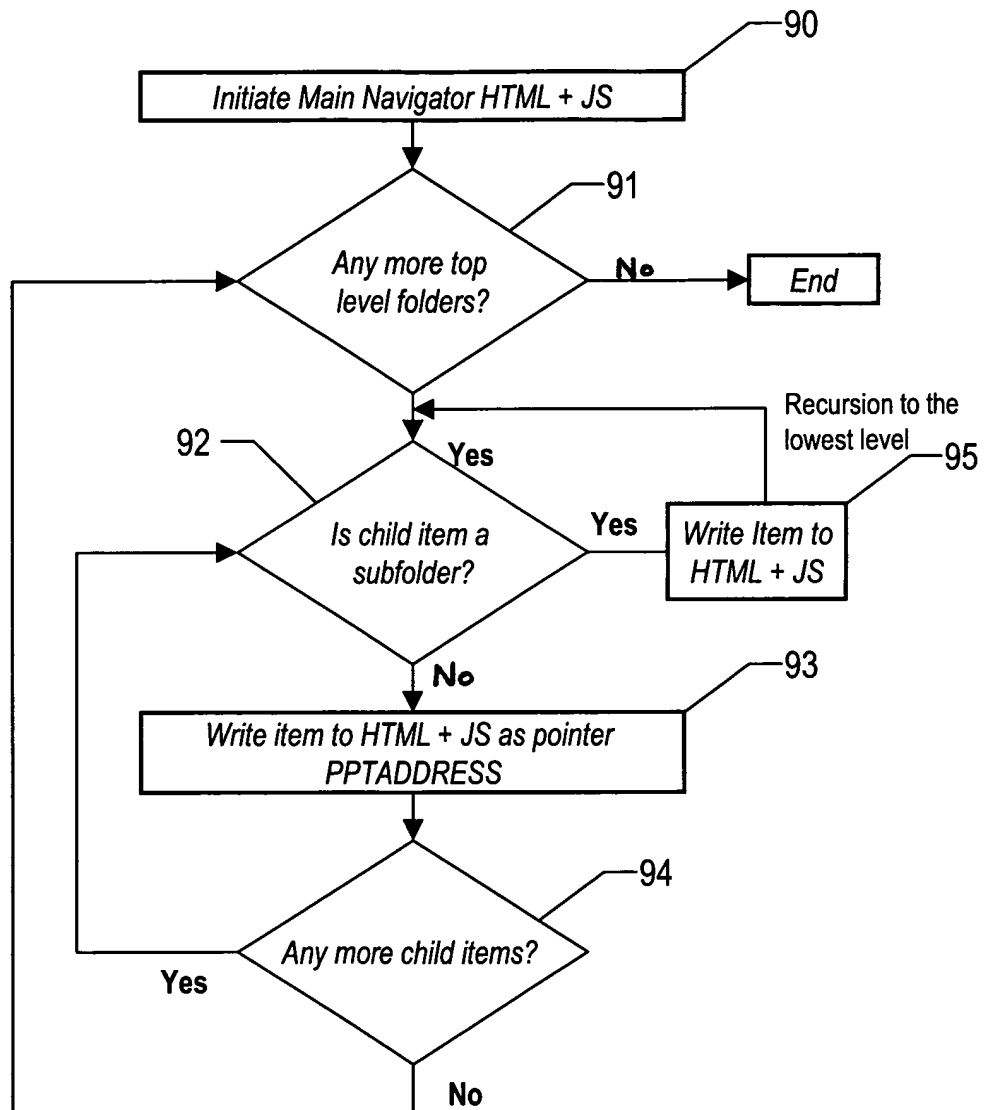 90
Initiate Main Navigator HTML + JS
91
Any more top
level folders?
No
End
Recursion to the
lowest level
92
Yes
95
Is child item a
subfolder?
Yes
Write Item to
HTML + JS
No
93
Write item to HTML + JS as pointer
PPTADDRESS
94
Any more child items?
Yes
No